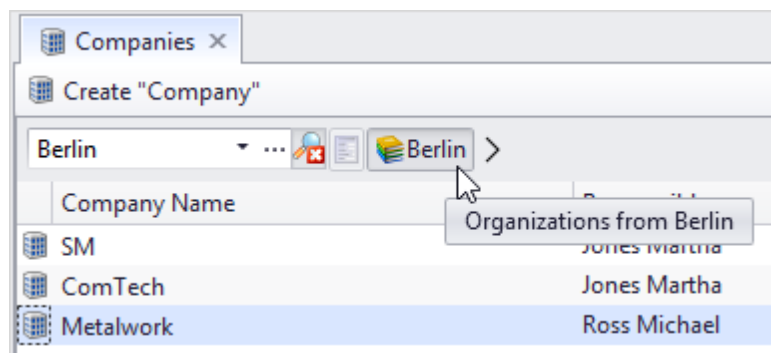 Companies
Create "Company"
Berlin
Berlin
Company Name
Organizations from Berlin
SM
Jones Martha
ComTech
Jones Martha
Metalwork
Ross Michael